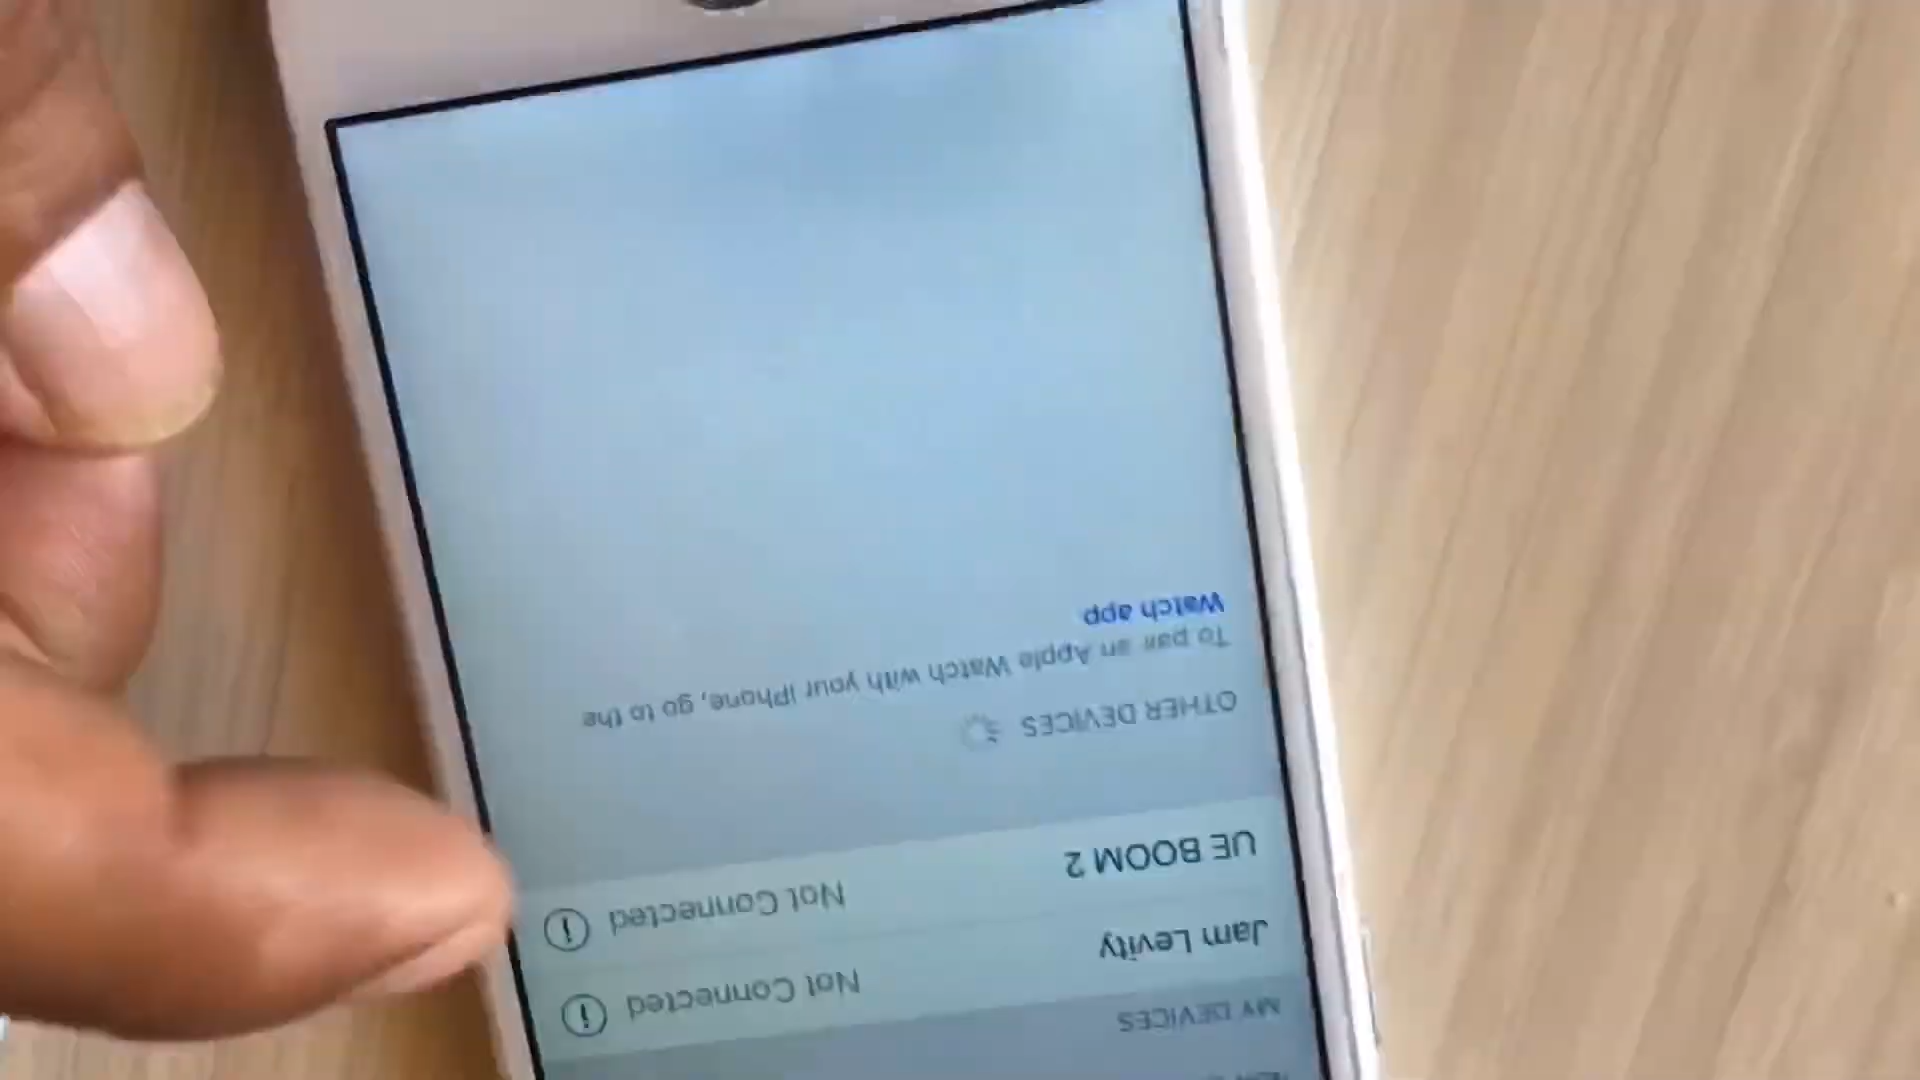 MY DEVICES
Jam Levity Not Connected
UE BOOM 2 Not Connected
OTHER DEVICES
To pair an Apple Watch with your iPhone, go to the
Watch app